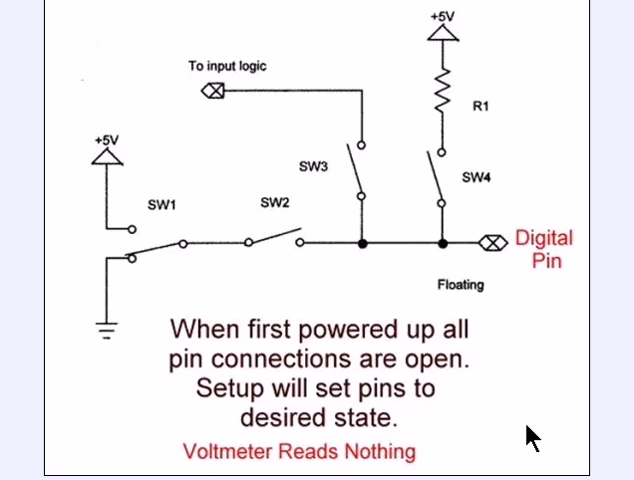 +5V
To input logic
R1
+5V
SW3
SW4
SW1
SW2
Digital
Pin
Floating
When first powered up all
pin connections are open.
Setup will set pins to
desired state.
Voltmeter Reads Nothing